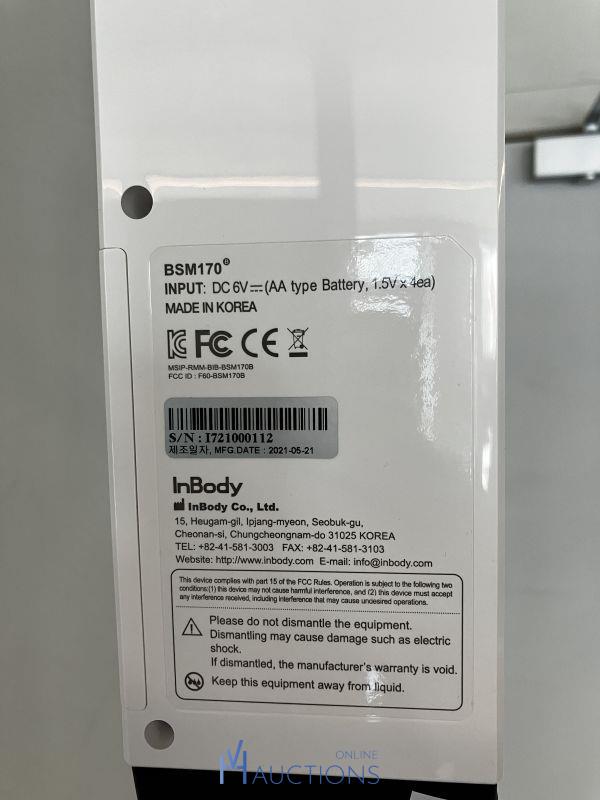 BSM170 B
INPUT: DC 6V⎓(AA type Battery, 1.5V x 4ea)
MADE IN KOREA
FC CE
MSIP-RMM-BIB-BSM170B
FCC ID : F60-BSM170B
S/N : I721000112
제조일자, MFG.DATE : 2021-05-21
InBody
InBody Co., Ltd.
15, Heugam-gil, Ipjang-myeon, Seobuk-gu,
Cheonan-si, Chungcheongnam-do 31025 KOREA
TEL: +82-41-581-3003 FAX: +82-41-581-3103
Website: http://www.inbody.com E-mail: info@inbody.com
This device complies with part 15 of the FCC Rules. Operation is subject to the following two
conditions:(1) this device may not cause harmful interference, and (2) this device must accept
any interference received, including interference that may cause undesired operations.
Please do not dismantle the equipment.
Dismantling may cause damage such as electric
shock.
If dismantled, the manufacturer's warranty is void.
Keep this equipment away from liquid.
ONLINE
AUCTIONS